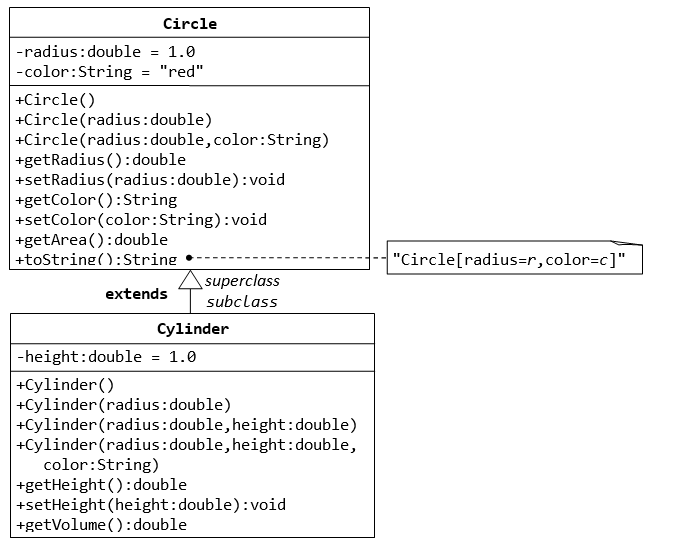 Circle
-radius:double = 1.0
-color:String = "red"
+Circle()
+Circle(radius:double)
+Circle(radius:double,color:String)
+getRadius():double
+setRadius(radius:double):void
+getColor():String
+setColor(color:String):void
+getArea():double
+toString():String
"Circle[radius=r,color=c]"
superclass
extends
subclass
Cylinder
-height:double = 1.0
+Cylinder()
+Cylinder(radius:double)
+Cylinder(radius:double,height:double)
+Cylinder(radius:double,height:double,
color:String)
+getHeight():double
+setHeight(height:double):void
+getVolume():double